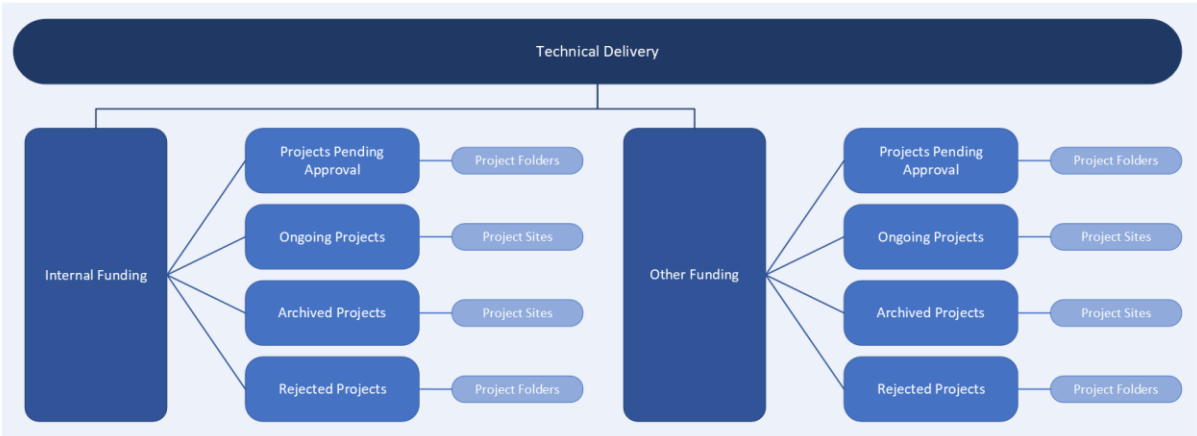 Technical Delivery
Internal Funding
Projects Pending
Approval
Project Folders
Ongoing Projects
Project Sites
Archived Projects
Project Sites
Rejected Projects
Project Folders
Other Funding
Projects Pending
Approval
Project Folders
Ongoing Projects
Project Sites
Archived Projects
Project Sites
Rejected Projects
Project Folders